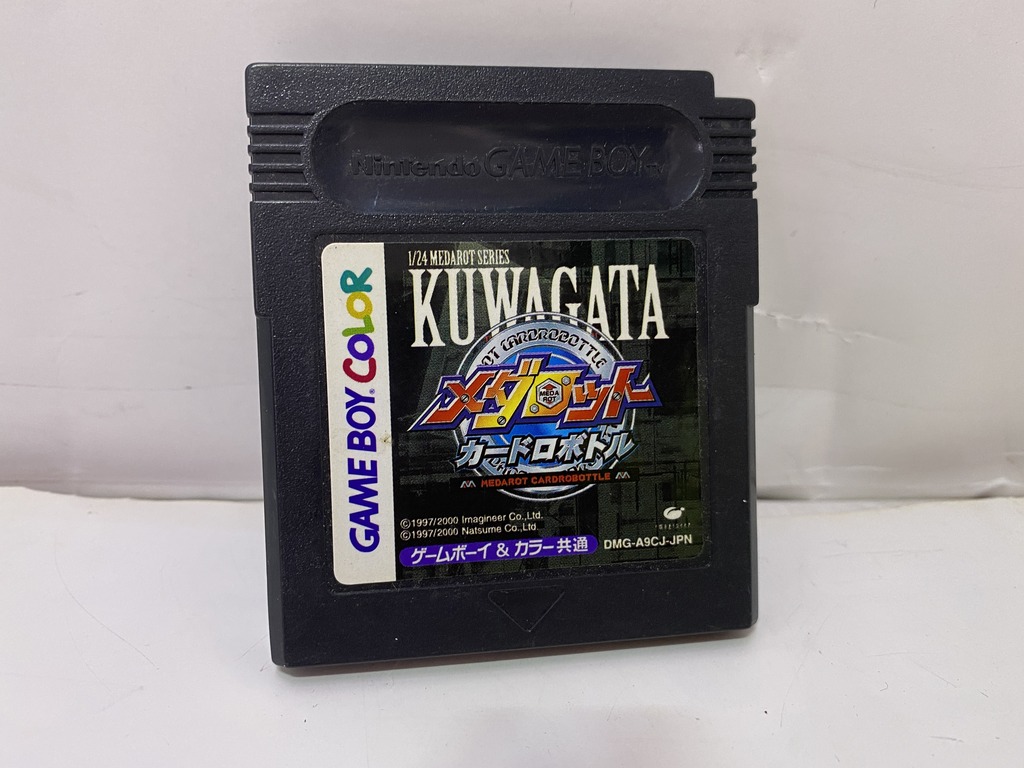 Nintendo GAME BOY
GAME BOY COLOR
1/24 MEDAROT SERIES
KUWAGATA
OT CARDROBOTTLE
メダロット
MEDA
ROT
カードロボトル
MEDAROT CARDROBOTTLE
©1997/2000 Imagineer Co.,Ltd.
©1997/2000 Natsume Co.,Ltd.
ゲームボーイ & カラー共通
DMG-A9CJ-JPN